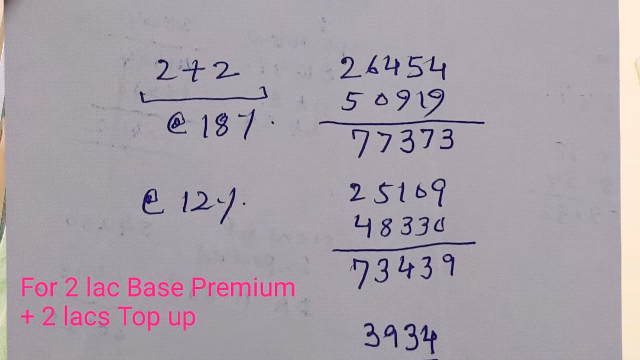 2+2 26454
50919
@ 18%. 77373
@ 12%. 25109
48330
73439
For 2 lac Base Premium
+ 2 lacs Top up
3934